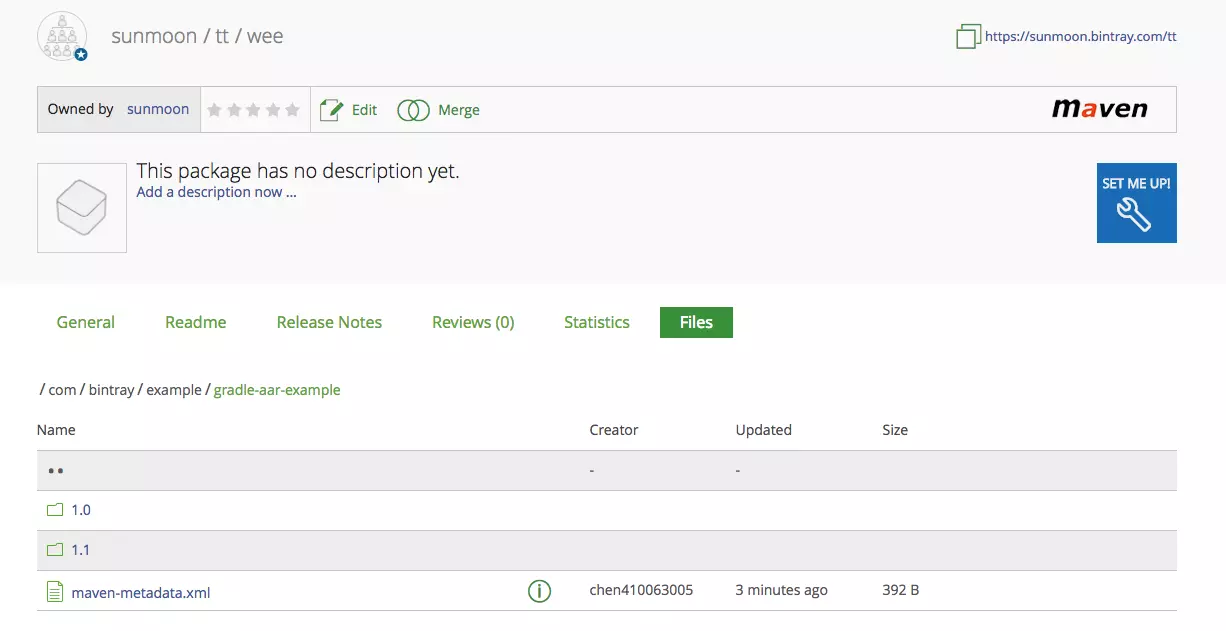 sunmoon / tt / wee
https://sunmoon.bintray.com/tt
Owned by sunmoon Edit Merge maven
This package has no description yet.
Add a description now ...
SET ME UP!
General Readme Release Notes Reviews (0) Statistics Files
/ com / bintray / example / gradle-aar-example
Name Creator Updated Size
•• - -
1.0
1.1
maven-metadata.xml i chen410063005 3 minutes ago 392 B